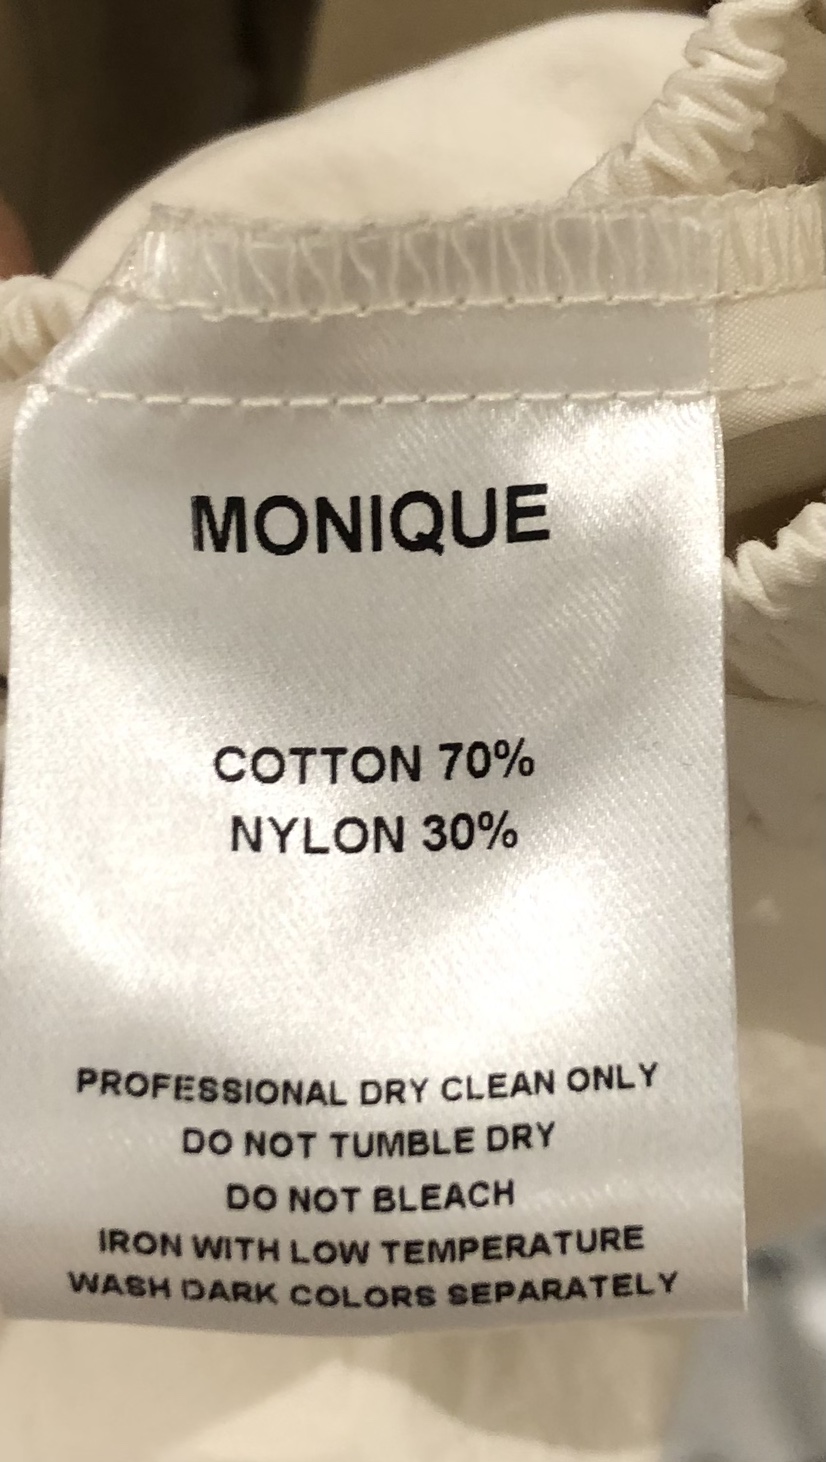 MONIQUE
COTTON 70%
NYLON 30%
PROFESSIONAL DRY CLEAN ONLY
DO NOT TUMBLE DRY
DO NOT BLEACH
IRON WITH LOW TEMPERATURE
WASH DARK COLORS SEPARATELY